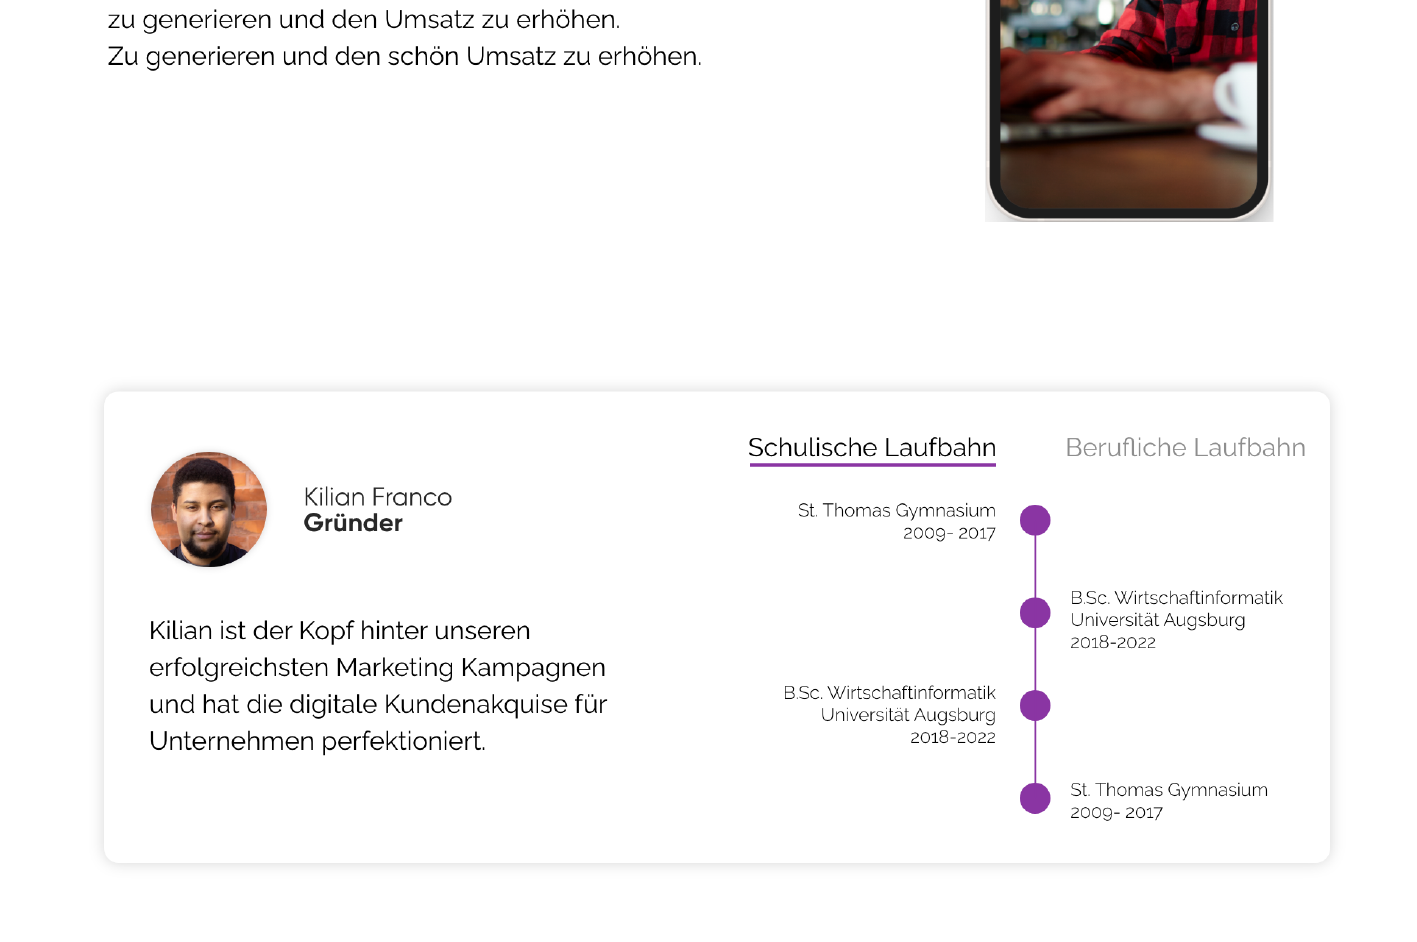 zu generieren und den Umsatz zu erhöhen.
Zu generieren und den schön Umsatz zu erhöhen.
Kilian Franco
Gründer
Kilian ist der Kopf hinter unseren
erfolgreichsten Marketing Kampagnen
und hat die digitale Kundenakquise für
Unternehmen perfektioniert.
Schulische Laufbahn
Berufliche Laufbahn
St. Thomas Gymnasium
2009- 2017
B.Sc. Wirtschaftinformatik
Universität Augsburg
2018-2022
B.Sc. Wirtschaftinformatik
Universität Augsburg
2018-2022
St. Thomas Gymnasium
2009- 2017